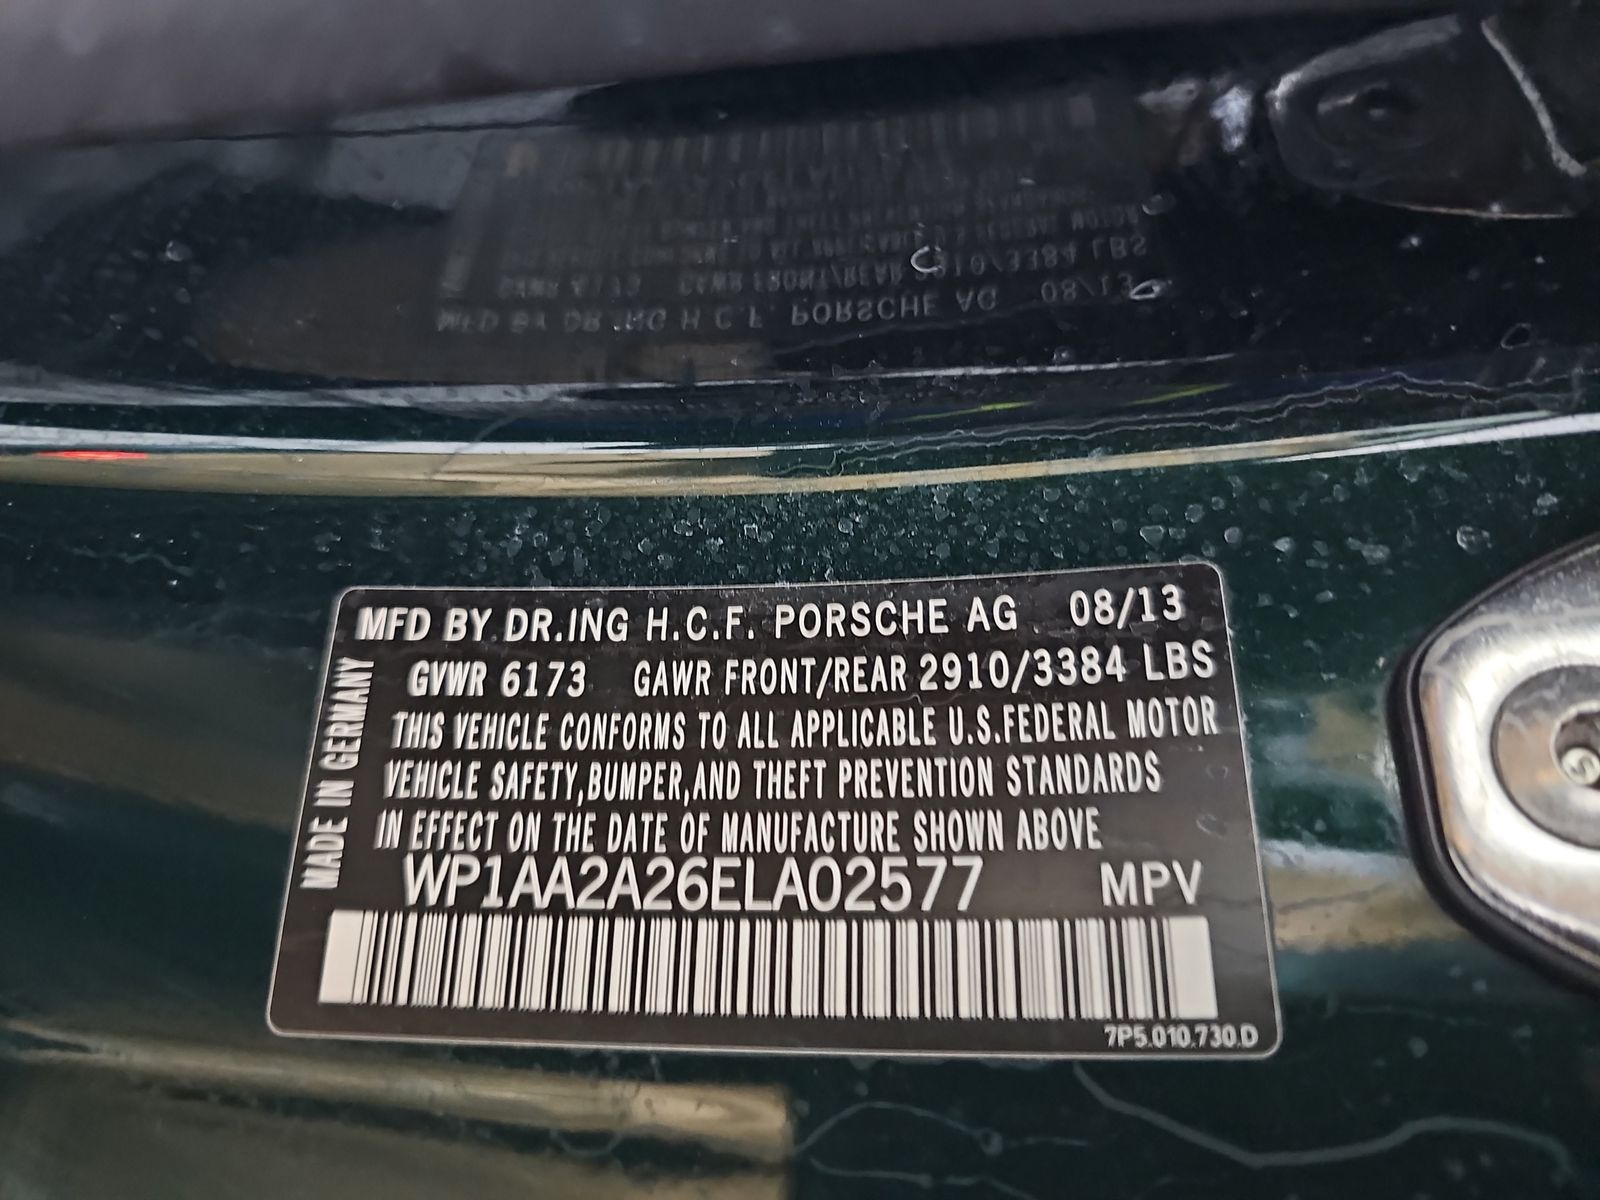 MFD BY DR.ING H.C.F. PORSCHE AG 08/13
GVWR 6173 GAWR FRONT/REAR 2910/3384 LBS
THIS VEHICLE CONFORMS TO ALL APPLICABLE U.S.FEDERAL MOTOR
VEHICLE SAFETY,BUMPER,AND THEFT PREVENTION STANDARDS
IN EFFECT ON THE DATE OF MANUFACTURE SHOWN ABOVE
WP1AA2A26ELA02577 MPV
MADE IN GERMANY
7P5.010.730.D